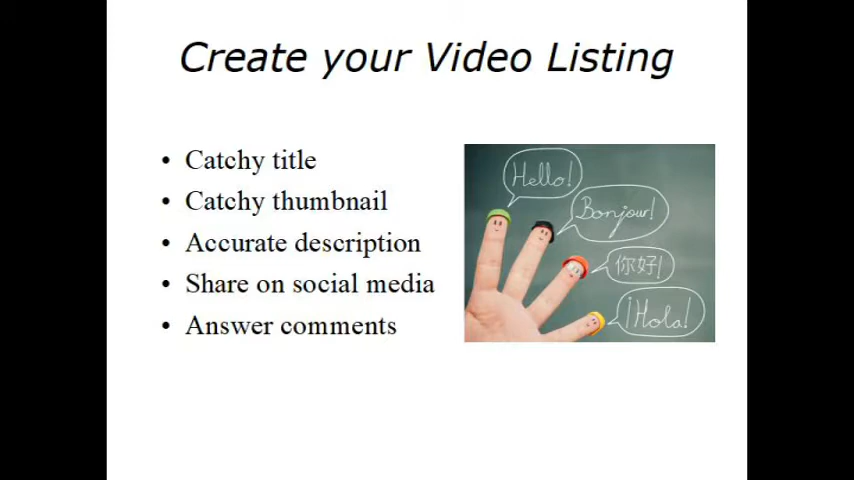 Create your Video Listing
• Catchy title
• Catchy thumbnail
• Accurate description
• Share on social media
• Answer comments
Hello!
Bonjour!
你好!
¡Hola!